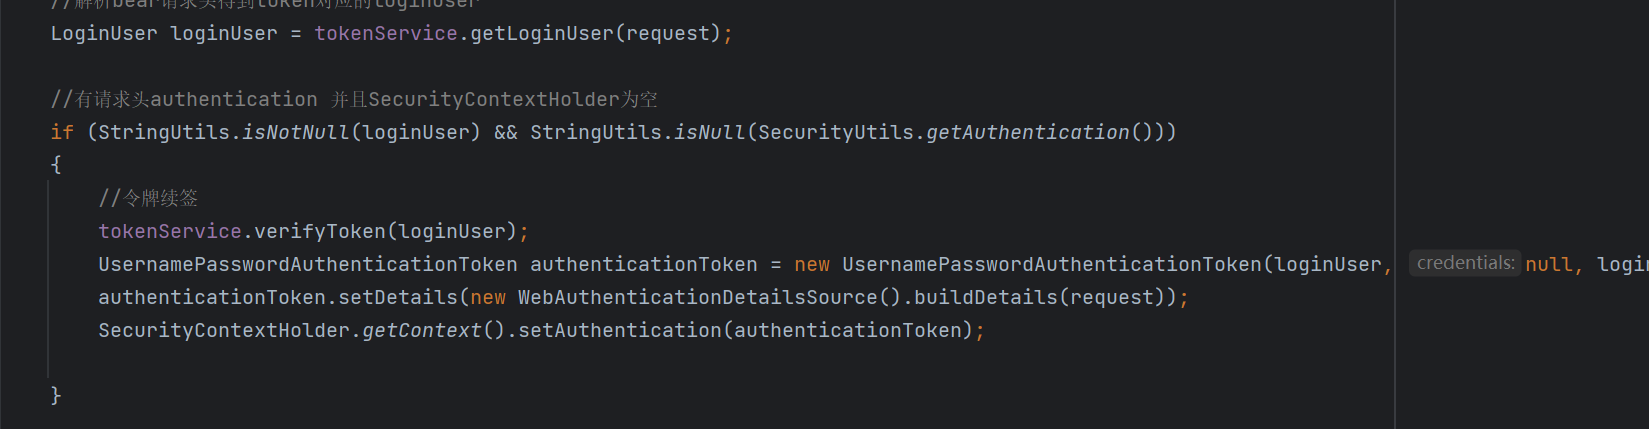 //解析bear请求头得到token对应的loginUser
LoginUser loginUser = tokenService.getLoginUser(request);
//有请求头authentication 并且SecurityContextHolder为空
if (StringUtils.isNotNull(loginUser) && StringUtils.isNull(SecurityUtils.getAuthentication()))
{
//令牌续签
tokenService.verifyToken(loginUser);
UsernamePasswordAuthenticationToken authenticationToken = new UsernamePasswordAuthenticationToken(loginUser, credentials: null, login
authenticationToken.setDetails(new WebAuthenticationDetailsSource().buildDetails(request));
SecurityContextHolder.getContext().setAuthentication(authenticationToken);
}